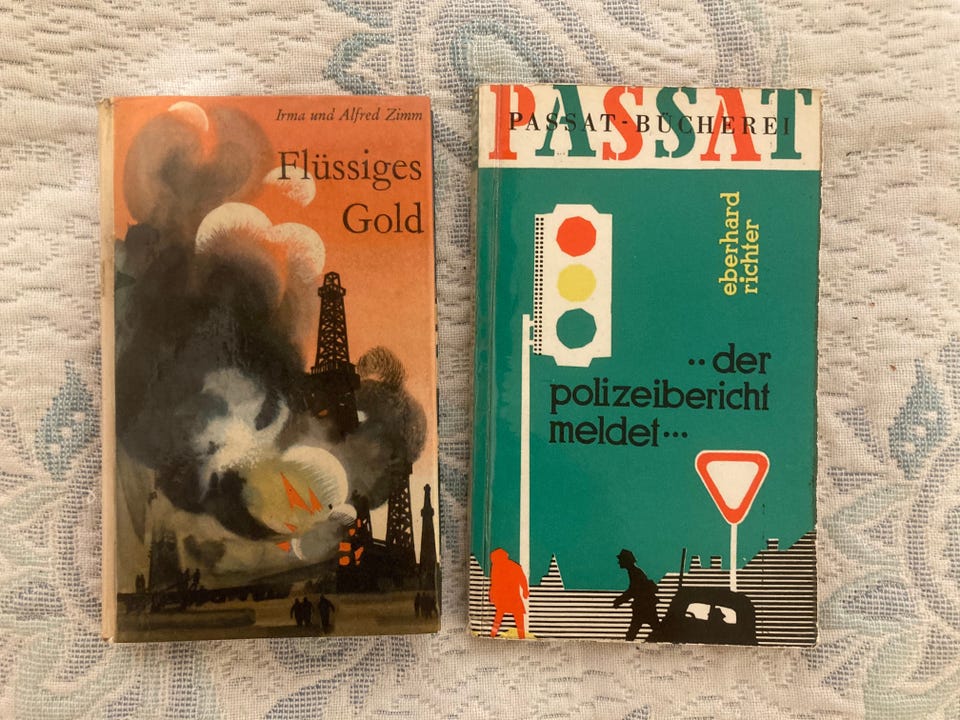 Irma und Alfred Zimm
Flüssiges
Gold
PASSAT
PASSAT-BÜCHEREI
eberhard
richter
..der
polizeibericht
meldet...